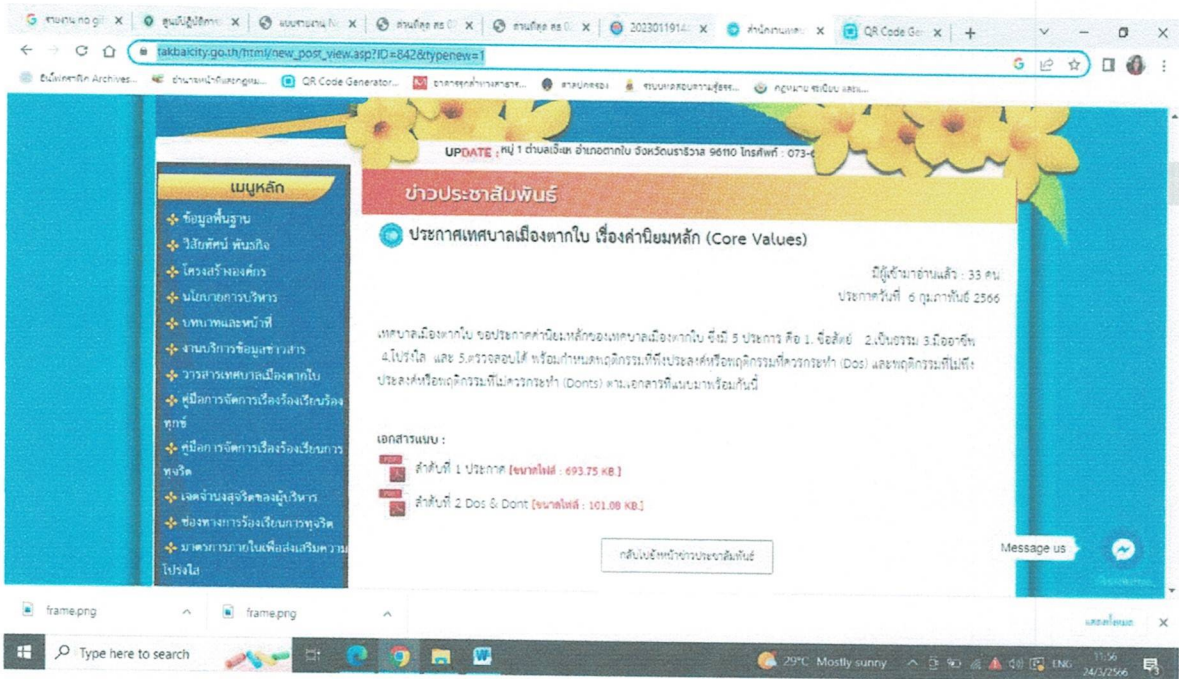 QR Code Ge
takbaicity.go.th/html/new_post_view.asp?ID=842&typenew=1
QR Code Generator...
UPDATE : หมู่ 1 ตำบลเจ๊ะเห อำเภอตากใบ จังหวัดนราธิวาส 96110 โทรศัพท์ : 073-6
เมนูหลัก
ข้อมูลพื้นฐาน
วิสัยทัศน์ พันธกิจ
โครงสร้างองค์กร
นโยบายการบริหาร
บทบาทและหน้าที่
งานบริการข้อมูลข่าวสาร
วารสารเทศบาลเมืองตากใบ
คู่มือการจัดการเรื่องร้องเรียนร้อง
ทุกข์
คู่มือการจัดการเรื่องร้องเรียนการ
ทุจริต
เจตจำนงสุจริตของผู้บริหาร
ช่องทางการร้องเรียนการทุจริต
มาตรการภายในเพื่อส่งเสริมความ
โปร่งใส
ข่าวประชาสัมพันธ์
ประกาศเทศบาลเมืองตากใบ เรื่องค่านิยมหลัก (Core Values)
มีผู้เข้ามาอ่านแล้ว : 33 คน
ประกาศวันที่ 6 กุมภาพันธ์ 2566
เทศบาลเมืองตากใบ ขอประกาศค่านิยมหลักของเทศบาลเมืองตากใบ ซึ่งมี 5 ประการ คือ 1. ซื่อสัตย์ 2.เป็นธรรม 3.มืออาชีพ
4.โปร่งใส และ 5.ตรวจสอบได้ พร้อมกำหนดพฤติกรรมที่พึงประสงค์หรือพฤติกรรมที่ควรกระทำ (Dos) และพฤติกรรมที่ไม่พึง
ประสงค์หรือพฤติกรรมที่ไม่ควรกระทำ (Donts) ตามเอกสารที่แนบมาพร้อมกันนี้
เอกสารแนบ :
ลำดับที่ 1 ประกาศ [ขนาดไฟล์ : 693.75 KB.]
ลำดับที่ 2 Dos & Dont [ขนาดไฟล์ : 101.08 KB.]
กลับไปยังหน้าข่าวประชาสัมพันธ์
Message us
frame.png
frame.png
แสดงทั้งหมด
Type here to search
29°C Mostly sunny
ENG
11:56
24/3/2566